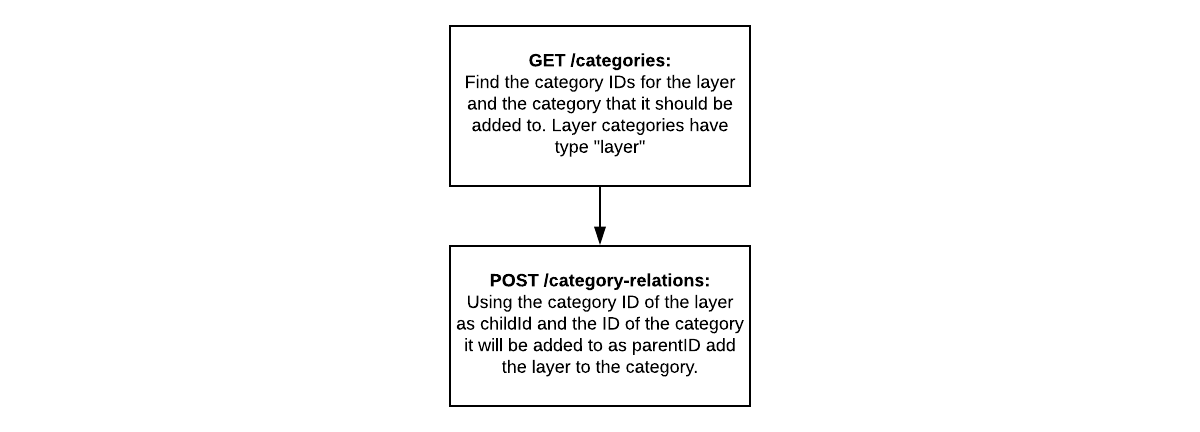 GET /categories:
Find the category IDs for the layer
and the category that it should be
added to. Layer categories have
type "layer"
POST /category-relations:
Using the category ID of the layer
as childId and the ID of the category
it will be added to as parentID add
the layer to the category.